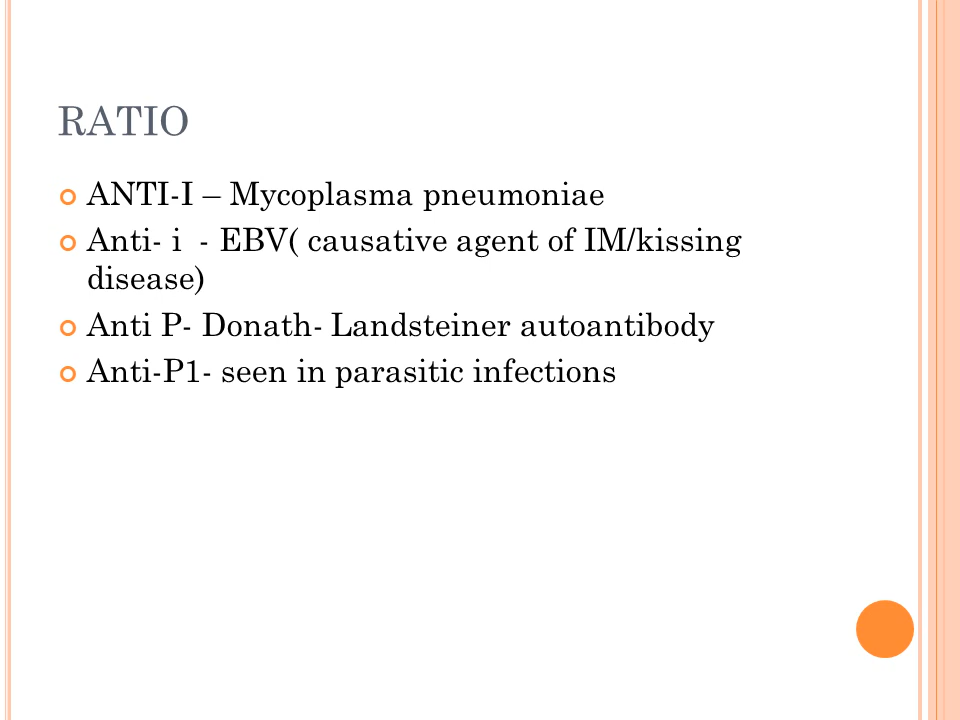 RATIO
ANTI-I – Mycoplasma pneumoniae
Anti- i - EBV( causative agent of IM/kissing
disease)
Anti P- Donath- Landsteiner autoantibody
Anti-P1- seen in parasitic infections